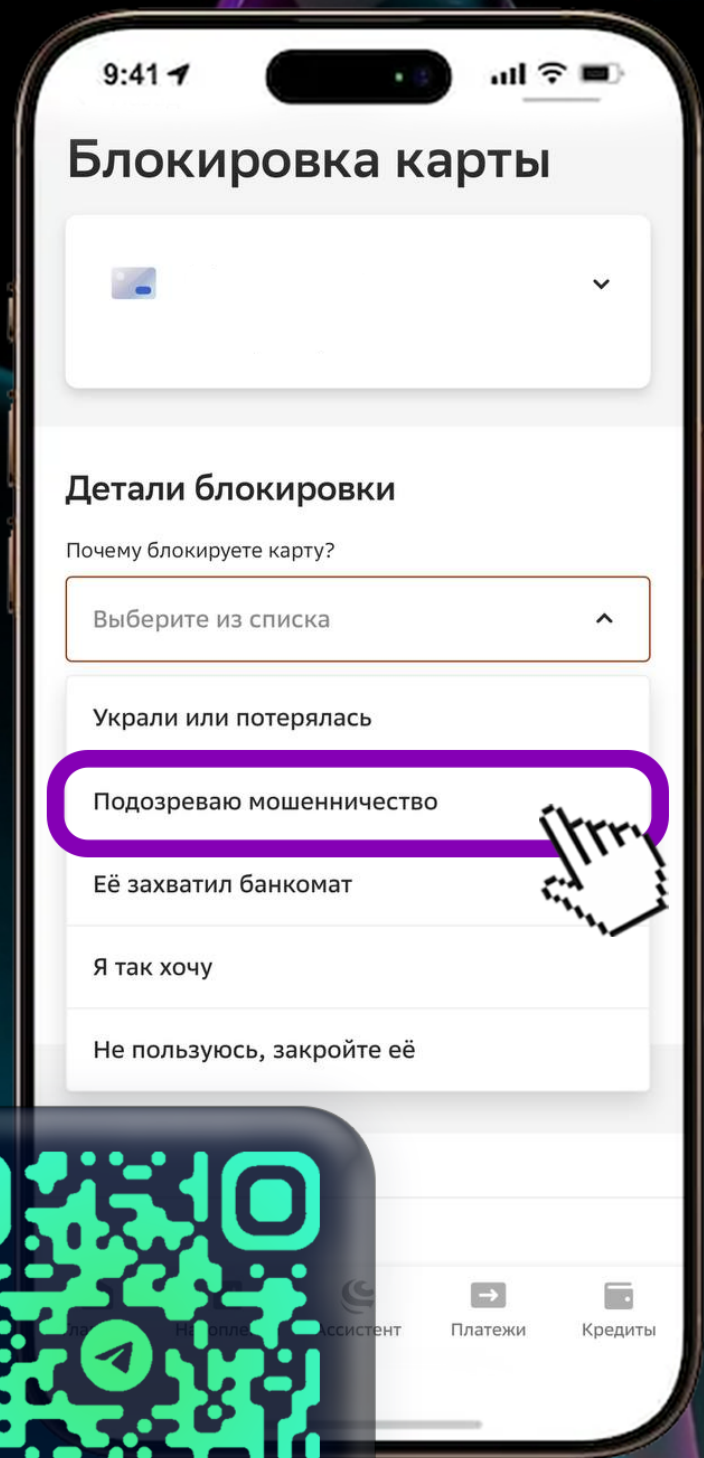 9:41
Блокировка карты
Детали блокировки
Почему блокируете карту?
Выберите из списка
Украли или потерялась
Подозреваю мошенничество
Её захватил банкомат
Я так хочу
Не пользуюсь, закройте её
Платежи
Кредиты